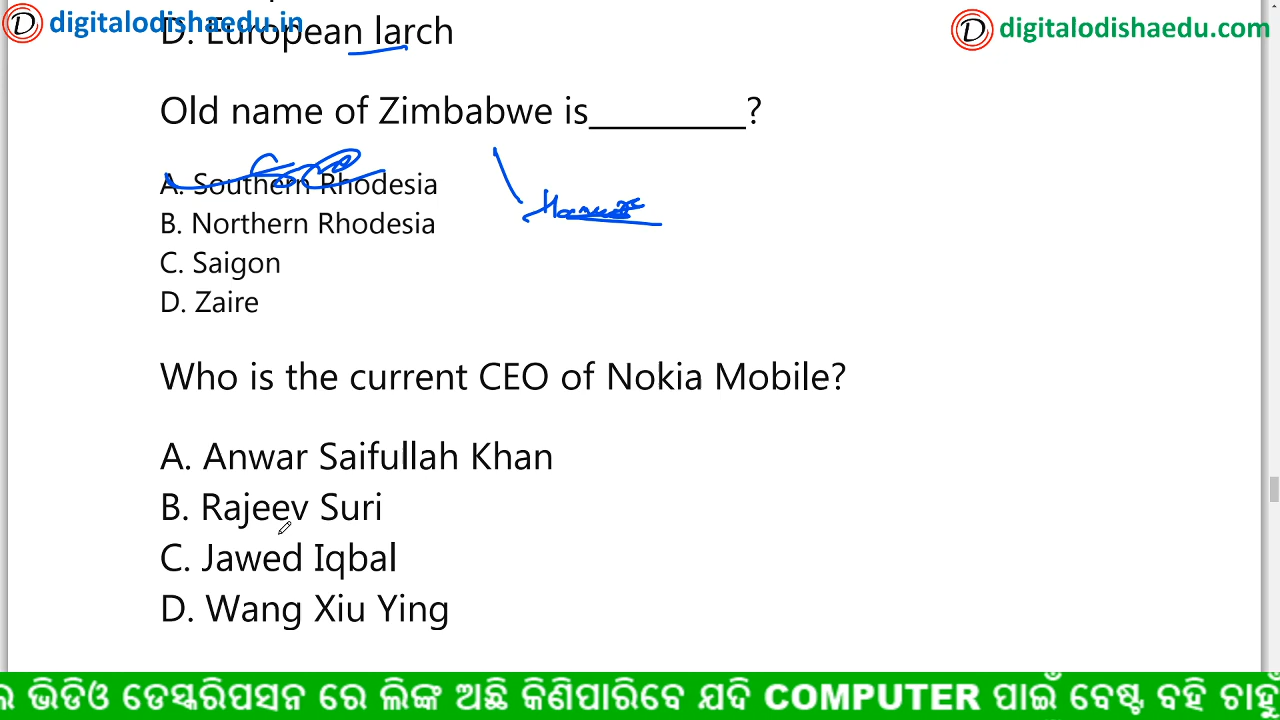 digitalodishaedu.in
digitalodishaedu.com
D. European larch
Old name of Zimbabwe is_________?
A. Southern Rhodesia
B. Northern Rhodesia
C. Saigon
D. Zaire
Who is the current CEO of Nokia Mobile?
A. Anwar Saifullah Khan
B. Rajeev Suri
C. Jawed Iqbal
D. Wang Xiu Ying
ଭିଡିଓ ଡେସ୍କରିପସନ ରେ ଲିଙ୍କ ଅଛି କିଣିପାରିବେ ଯଦି COMPUTER ପାଇଁ ବେଷ୍ଟ ବହି ଚାହୁଁ